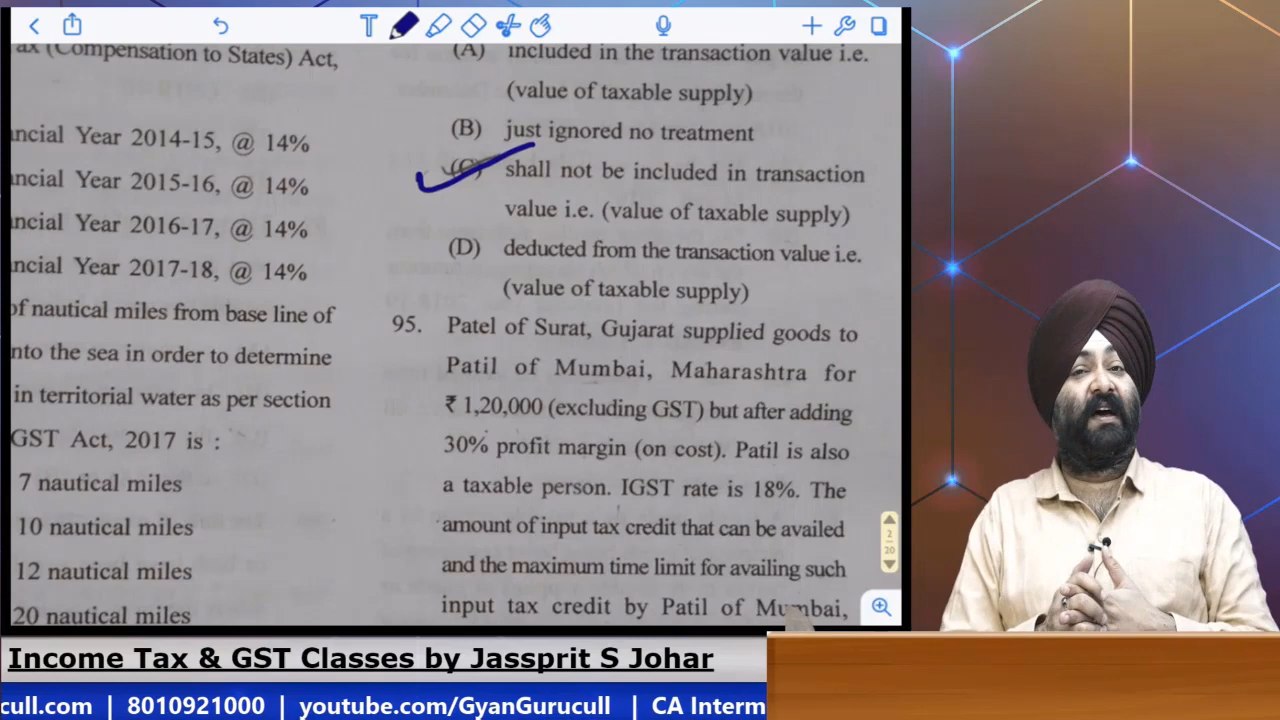 ax (Compensation to States) Act,
ncial Year 2014-15, @ 14%
ncial Year 2015-16, @ 14%
ncial Year 2016-17, @ 14%
ncial Year 2017-18, @ 14%
of nautical miles from base line of
nto the sea in order to determine
in territorial water as per section
GST Act, 2017 is :
7 nautical miles
10 nautical miles
12 nautical miles
20 nautical miles
(A) included in the transaction value i.e.
(value of taxable supply)
(B) just ignored no treatment
(C) shall not be included in transaction
value i.e. (value of taxable supply)
(D) deducted from the transaction value i.e.
(value of taxable supply)
95. Patel of Surat, Gujarat supplied goods to
Patil of Mumbai, Maharashtra for
₹ 1,20,000 (excluding GST) but after adding
30% profit margin (on cost). Patil is also
a taxable person. IGST rate is 18%. The
amount of input tax credit that can be availed
and the maximum time limit for availing such
input tax credit by Patil of Mumbai,
2
20
Income Tax & GST Classes by Jassprit S Johar
cull.com | 8010921000 | youtube.com/GyanGurucull | CA Interm